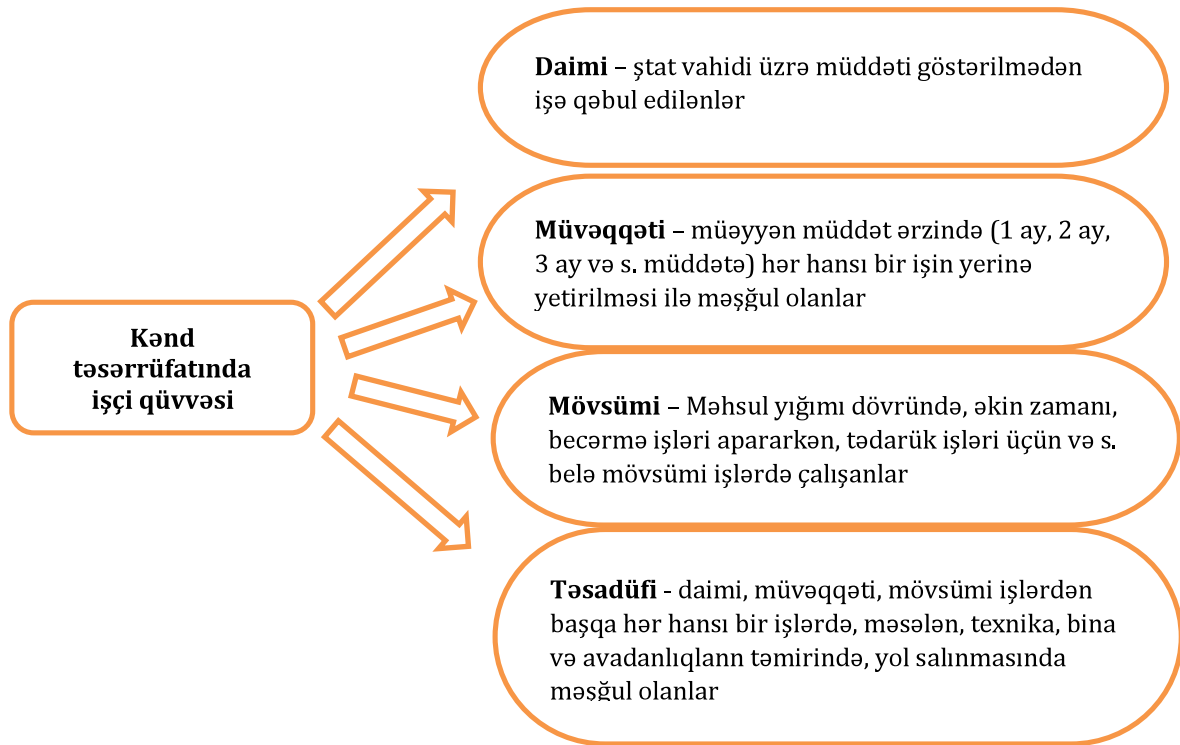 Daimi – ştat vahidi üzrə müddəti göstərilmədən
işə qəbul edilənlər
Müvəqqəti – müəyyən müddət ərzində (1 ay, 2 ay,
3 ay və s. müddətə) hər hansı bir işin yerinə
yetirilməsi ilə məşğul olanlar
Kənd
təsərrüfatında
işçi qüvvəsi
Mövsümi – Məhsul yığımı dövründə, əkin zamanı,
becərmə işləri apararkən, tədarük işləri üçün və s.
belə mövsümi işlərdə çalışanlar
Təsadüfi - daimi, müvəqqəti, mövsümi işlərdən
başqa hər hansı bir işlərdə, məsələn, texnika, bina
və avadanlıqlann təmirində, yol salınmasında
məşğul olanlar